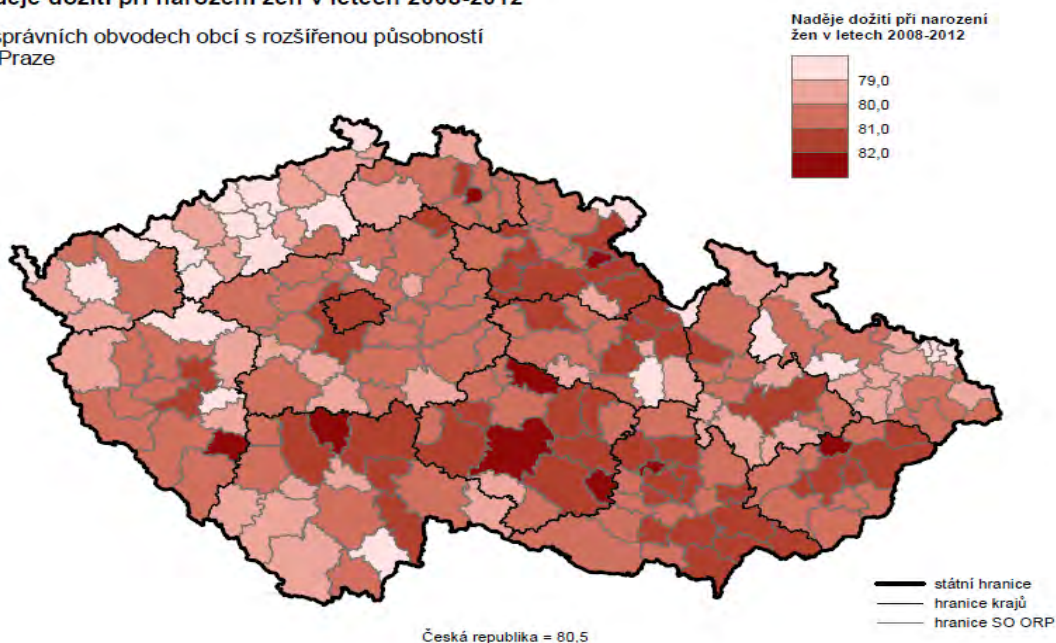 děje dožití při narození žen v letech 2008-2012
správních obvodech obcí s rozšířenou působností
Praze
Naděje dožití při narození
žen v letech 2008-2012
79,0
80,0
81,0
82,0
státní hranice
hranice krajů
hranice SO ORP
Česká republika = 80,5